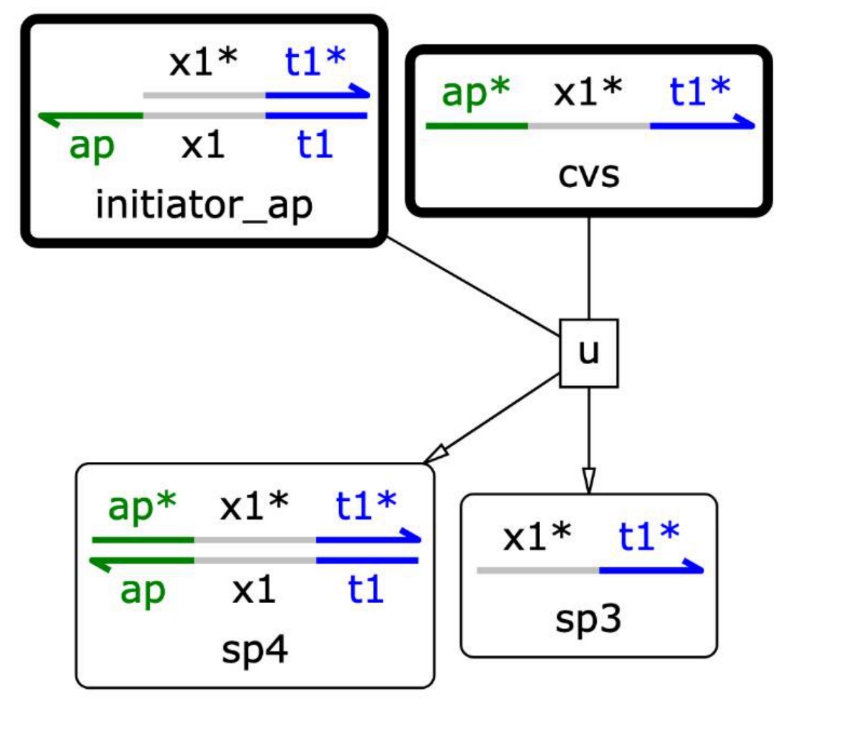 x1* t1*
ap x1 t1
initiator_ap
ap* x1* t1*
cvs
u
ap* x1* t1*
ap x1 t1
sp4
x1* t1*
sp3